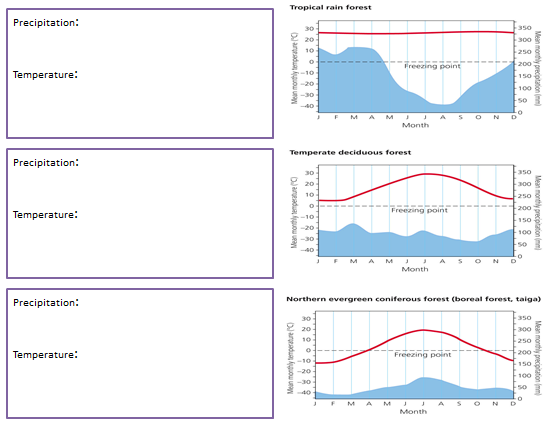 Precipitation:
Temperature:
Tropical rain forest
Mean monthly temperature (°C)
30
20
10
0
−10
−20
−30
−40
Freezing point
350
300
250
200
150
100
50
0
Mean monthly precipitation (mm)
J F M A M J J A S O N D
Month
Precipitation:
Temperature:
Temperate deciduous forest
Mean monthly temperature (°C)
30
20
10
0
−10
−20
−30
−40
Freezing point
350
300
250
200
150
100
50
0
Mean monthly precipitation (mm)
J F M A M J J A S O N D
Month
Precipitation:
Temperature:
Northern evergreen coniferous forest (boreal forest, taiga)
Mean monthly temperature (°C)
30
20
10
0
−10
−20
−30
−40
Freezing point
350
300
250
200
150
100
50
0
Mean monthly precipitation (mm)
J F M A M J J A S O N D
Month